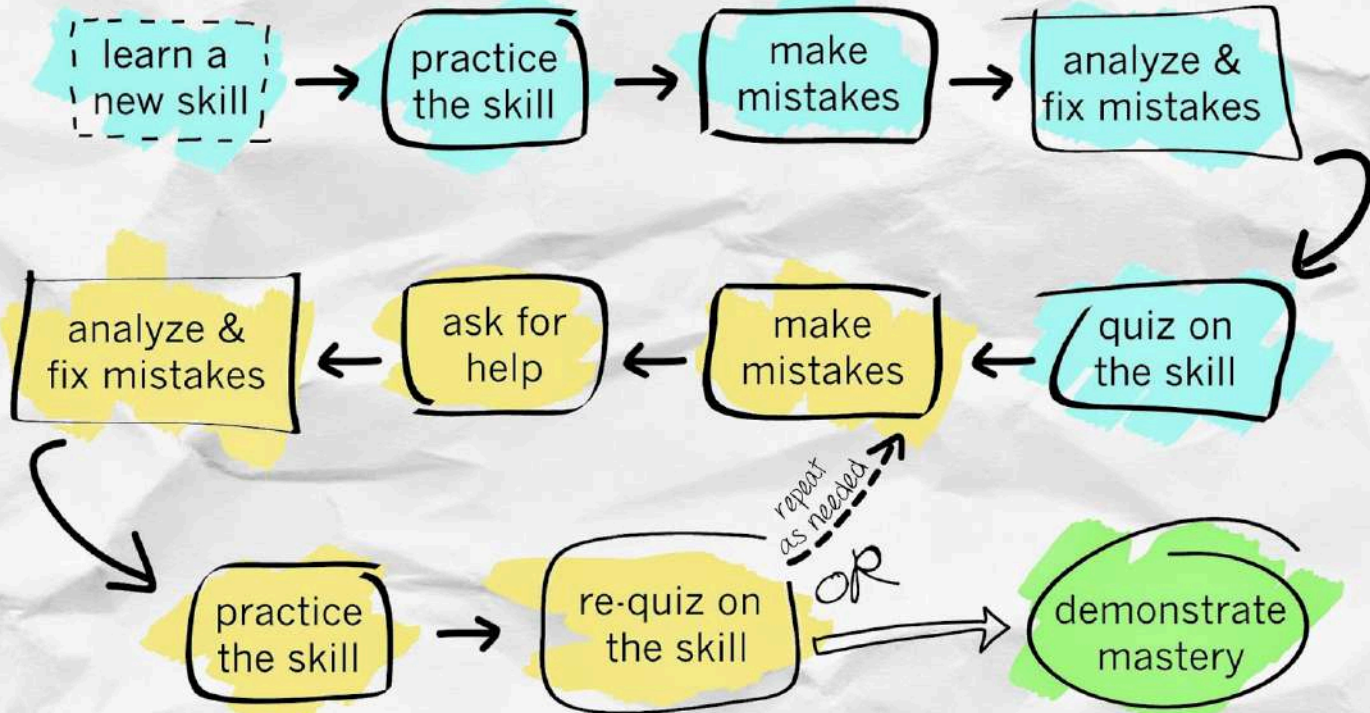 learn a
new skill
practice
the skill
make
mistakes
analyze &
fix mistakes
quiz on
the skill
make
mistakes
ask for
help
analyze &
fix mistakes
practice
the skill
re-quiz on
the skill
repeat
as needed
OR
demonstrate
mastery